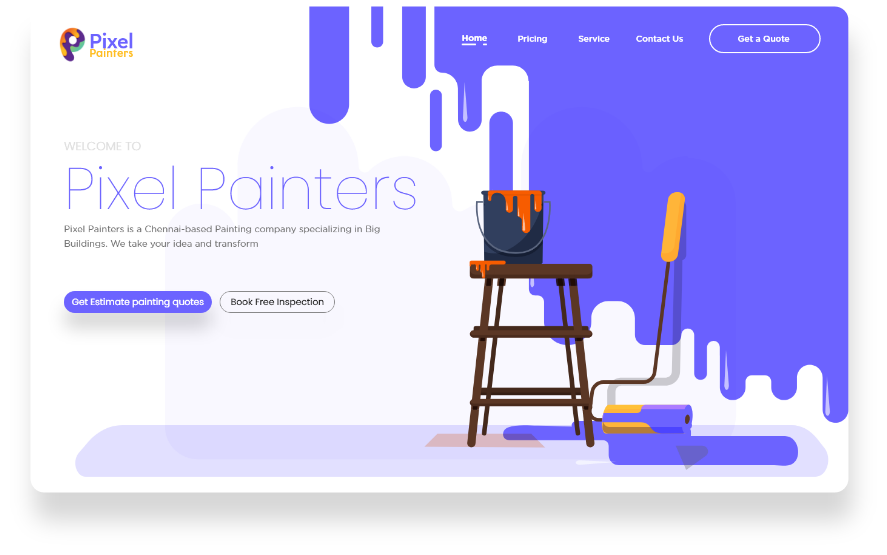 Pixel
Painters
Home
Pricing
Service
Contact Us
Get a Quote
WELCOME TO
Pixel Painters
Pixel Painters is a Chennai-based Painting company specializing in Big
Buildings. We take your idea and transform
Get Estimate painting quotes
Book Free Inspection